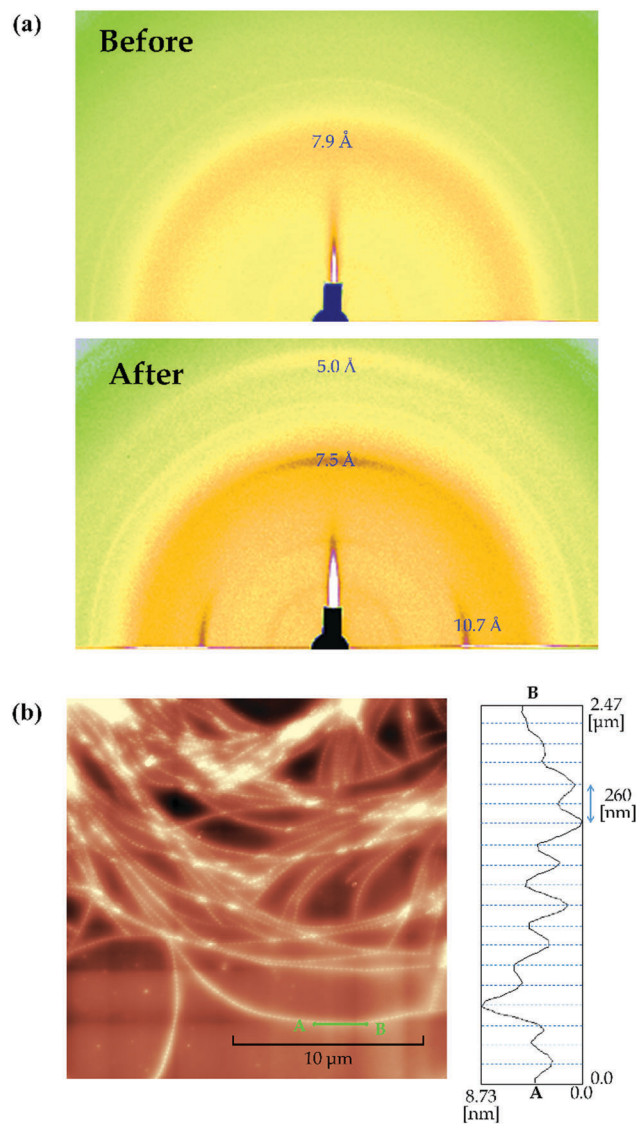 (a)
Before
7.9 Å
After
5.0 Å
7.5 Å
10.7 Å
(b)
B
2.47
[μm]
260
[nm]
A
B
10 μm
0.0
8.73
A
0.0
[nm]